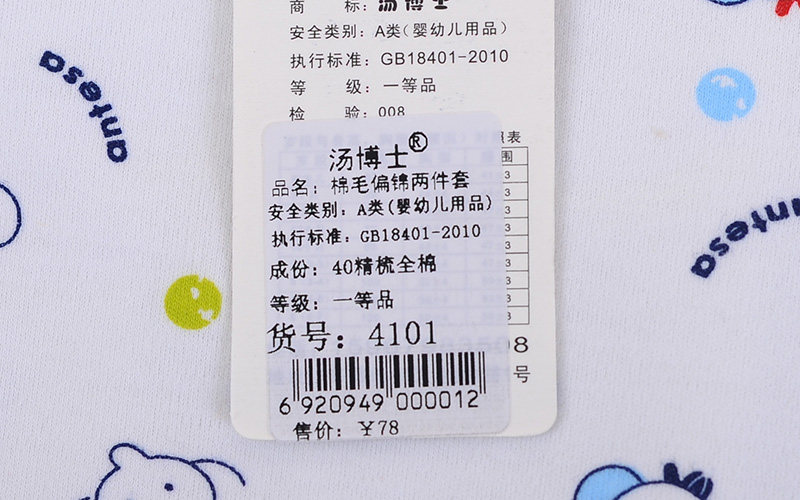 商 标: 汤博士
安全类别: A类(婴幼儿用品)
执行标准: GB18401-2010
等 级: 一等品
检 验: 008
照表
围
汤博士®
品名: 棉毛偏锦两件套
安全类别: A类(婴幼儿用品)
执行标准: GB18401-2010
成份: 40精梳全棉
等级: 一等品
货号: 4101
6 920949 000012
售价: ¥78
号
antesa
antesa